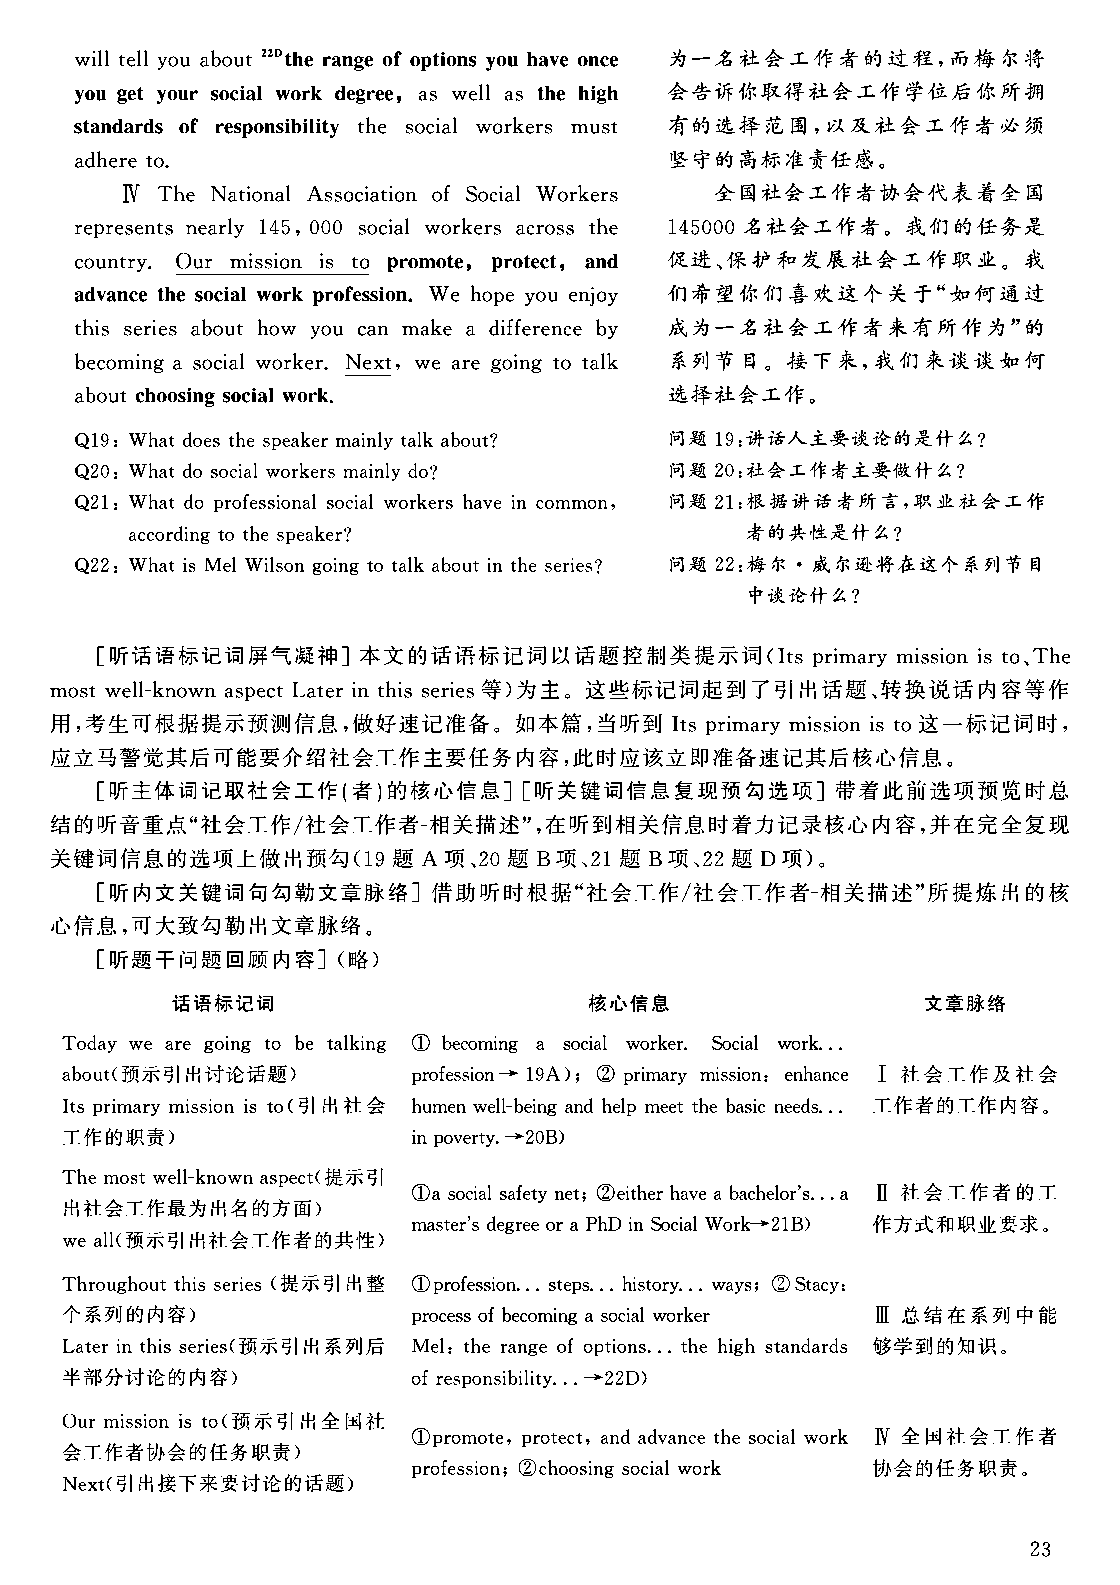 will tell you about ²²ᴰthe range of options you have once
you get your social work degree, as well as the high
standards of responsibility the social workers must
adhere to.
Ⅳ The National Association of Social Workers
represents nearly 145,000 social workers across the
country. Our mission is to promote, protect, and
advance the social work profession. We hope you enjoy
this series about how you can make a difference by
becoming a social worker. Next, we are going to talk
about choosing social work.
为一名社会工作者的过程,而梅尔将
会告诉你取得社会工作学位后你所拥
有的选择范围,以及社会工作者必须
坚守的高标准责任感。
全国社会工作者协会代表着全国
145000 名社会工作者。我们的任务是
促进、保护和发展社会工作职业。我
们希望你们喜欢这个关于“如何通过
成为一名社会工作者来有所作为”的
系列节目。接下来,我们来谈谈如何
选择社会工作。
Q19: What does the speaker mainly talk about?
Q20: What do social workers mainly do?
Q21: What do professional social workers have in common,
according to the speaker?
Q22: What is Mel Wilson going to talk about in the series?
问题 19:讲话人主要谈论的是什么?
问题 20:社会工作者主要做什么?
问题 21:根据讲话者所言,职业社会工作
者的共性是什么?
问题 22:梅尔·威尔逊将在这个系列节目
中谈论什么?
[听话语标记词屏气凝神] 本文的话语标记词以话题控制类提示词(Its primary mission is to、The
most well-known aspect Later in this series 等)为主。这些标记词起到了引出话题、转换说话内容等作
用,考生可根据提示预测信息,做好速记准备。如本篇,当听到 Its primary mission is to 这一标记词时,
应立马警觉其后可能要介绍社会工作主要任务内容,此时应该立即准备速记其后核心信息。
[听主体词记取社会工作(者)的核心信息] [听关键词信息复现预勾选项] 带着此前选项预览时总
结的听音重点“社会工作/社会工作者-相关描述”,在听到相关信息时着力记录核心内容,并在完全复现
关键词信息的选项上做出预勾(19 题 A 项、20 题 B 项、21 题 B 项、22 题 D 项)。
[听内文关键词句勾勒文章脉络] 借助听时根据“社会工作/社会工作者-相关描述”所提炼出的核
心信息,可大致勾勒出文章脉络。
[听题干问题回顾内容](略)
话语标记词 核心信息 文章脉络
Today we are going to be talking
about(预示引出讨论话题)
Its primary mission is to(引出社会
工作的职责)
① becoming a social worker. Social work...
profession→19A); ② primary mission: enhance
humen well-being and help meet the basic needs...
in poverty.→20B)
Ⅰ 社会工作及社会
工作者的工作内容。
The most well-known aspect(提示引
出社会工作最为出名的方面)
we all(预示引出社会工作者的共性)
①a social safety net; ②either have a bachelor's...a
master's degree or a PhD in Social Work→21B)
Ⅱ 社会工作者的工
作方式和职业要求。
Throughout this series(提示引出整
个系列的内容)
Later in this series(预示引出系列后
半部分讨论的内容)
①profession... steps... history... ways; ②Stacy:
process of becoming a social worker
Mel: the range of options... the high standards
of responsibility...→22D)
Ⅲ 总结在系列中能
够学到的知识。
Our mission is to(预示引出全国社
会工作者协会的任务职责)
Next(引出接下来要讨论的话题)
①promote, protect, and advance the social work
profession; ②choosing social work
Ⅳ 全国社会工作者
协会的任务职责。
23